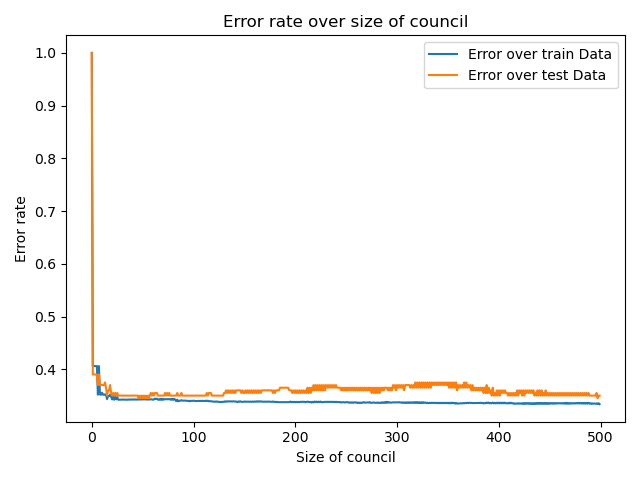 Error rate over size of council
Error over train Data
Error over test Data
Error rate
1.0
0.9
0.8
0.7
0.6
0.5
0.4
0
100
200
300
400
500
Size of council